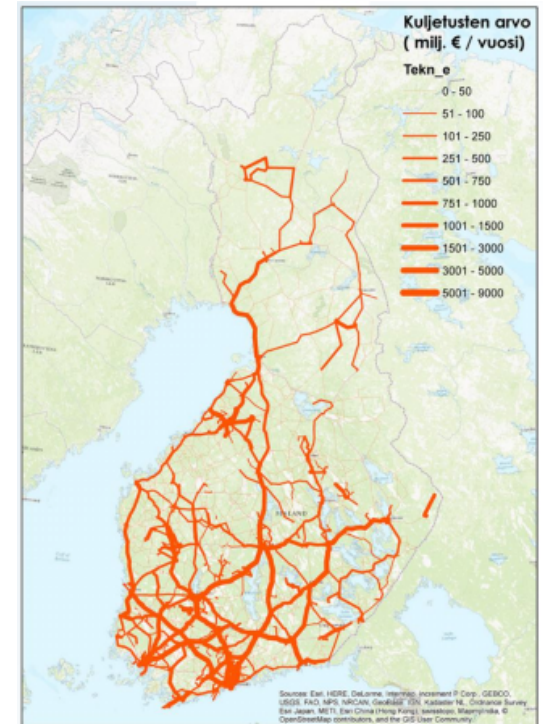 Kuljetusten arvo
( milj. € / vuosi)
Tekn_e
0 - 50
51 - 100
101 - 250
251 - 500
501 - 750
751 - 1000
1001 - 1500
1501 - 3000
3001 - 5000
5001 - 9000
FINLAND
Sources: Esri, HERE, DeLorme, Intermap, increment P Corp., GEBCO,
USGS, FAO, NPS, NRCAN, GeoBase, IGN, Kadaster NL, Ordnance Survey,
Esri Japan, METI, Esri China (Hong Kong), swisstopo, MapmyIndia, ©
OpenStreetMap contributors, and the GIS User Community